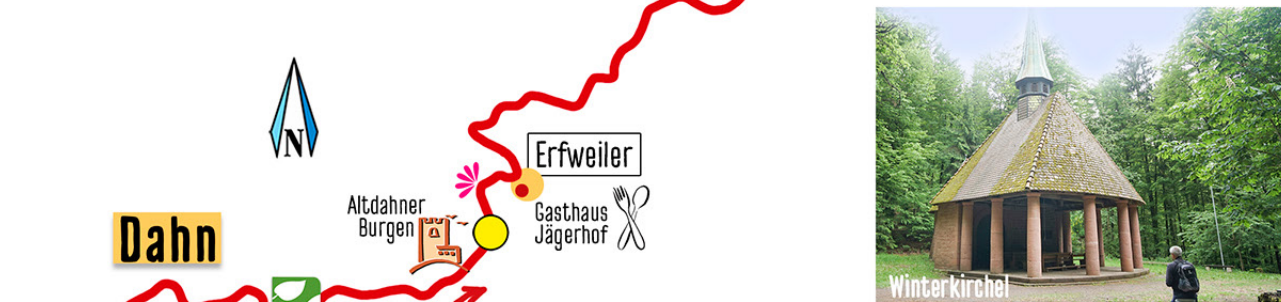 N
Erfweiler
Altdahner
Burgen
Gasthaus
Jägerhof
Dahn
Winterkirchel